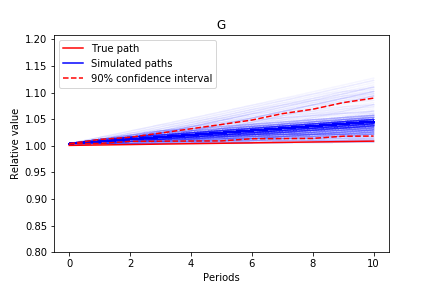 G
True path
Simulated paths
90% confidence interval
Relative value
1.20
1.15
1.10
1.05
1.00
0.95
0.90
0.85
0.80
0 2 4 6 8 10
Periods